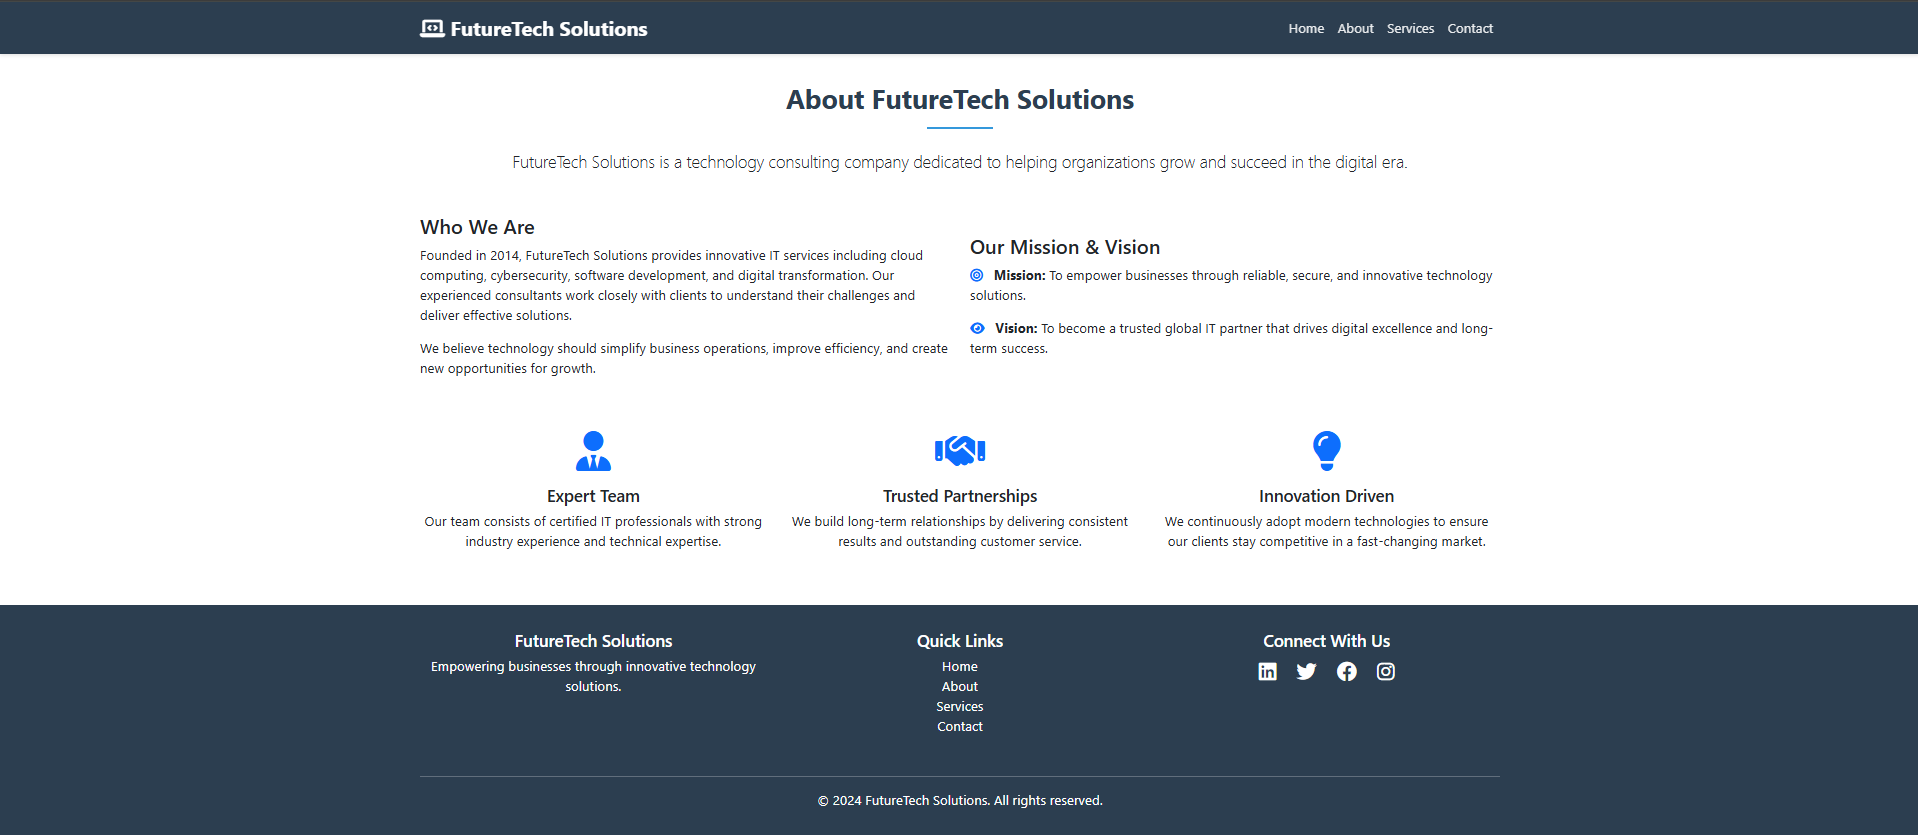 FutureTech Solutions
Home About Services Contact
About FutureTech Solutions
FutureTech Solutions is a technology consulting company dedicated to helping organizations grow and succeed in the digital era.
Who We Are
Founded in 2014, FutureTech Solutions provides innovative IT services including cloud
computing, cybersecurity, software development, and digital transformation. Our
experienced consultants work closely with clients to understand their challenges and
deliver effective solutions.
We believe technology should simplify business operations, improve efficiency, and create
new opportunities for growth.
Our Mission & Vision
Mission: To empower businesses through reliable, secure, and innovative technology
solutions.
Vision: To become a trusted global IT partner that drives digital excellence and long-
term success.
Expert Team
Our team consists of certified IT professionals with strong
industry experience and technical expertise.
Trusted Partnerships
We build long-term relationships by delivering consistent
results and outstanding customer service.
Innovation Driven
We continuously adopt modern technologies to ensure
our clients stay competitive in a fast-changing market.
FutureTech Solutions
Empowering businesses through innovative technology
solutions.
Quick Links
Home
About
Services
Contact
Connect With Us
© 2024 FutureTech Solutions. All rights reserved.